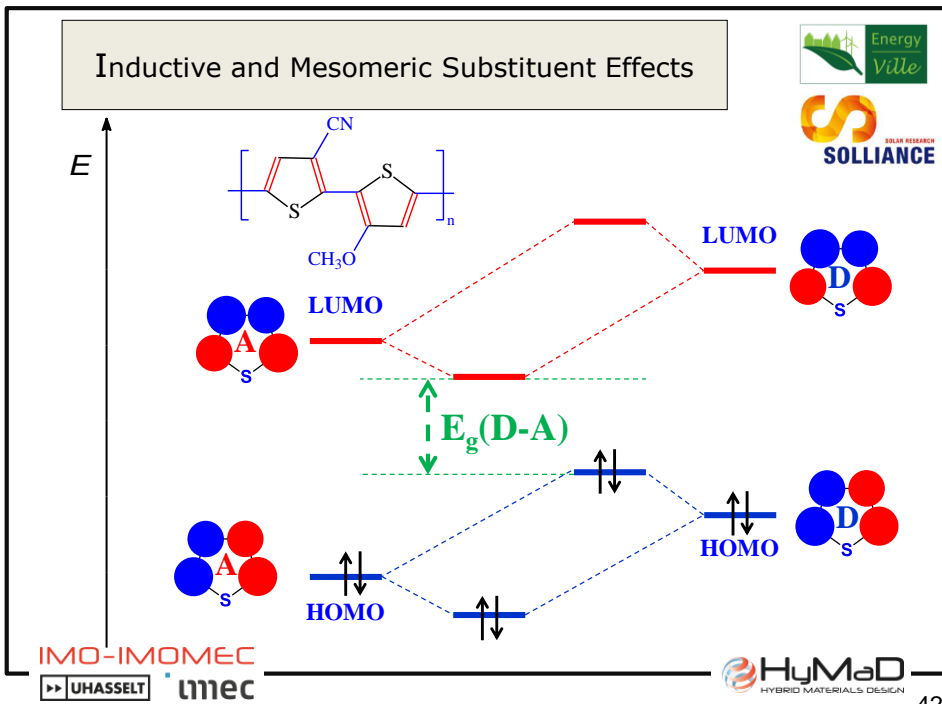 Inductive and Mesomeric Substituent Effects
Energy
Ville
SOLAR RESEARCH
SOLLIANCE
E
CN
S
S
n
CH3O
LUMO
LUMO
D
S
A
S
Eg(D-A)
D
S
HOMO
A
S
HOMO
IMO-IMOMEC
UHASSELT
imec
HyMaD
HYBRID MATERIALS DESIGN
42